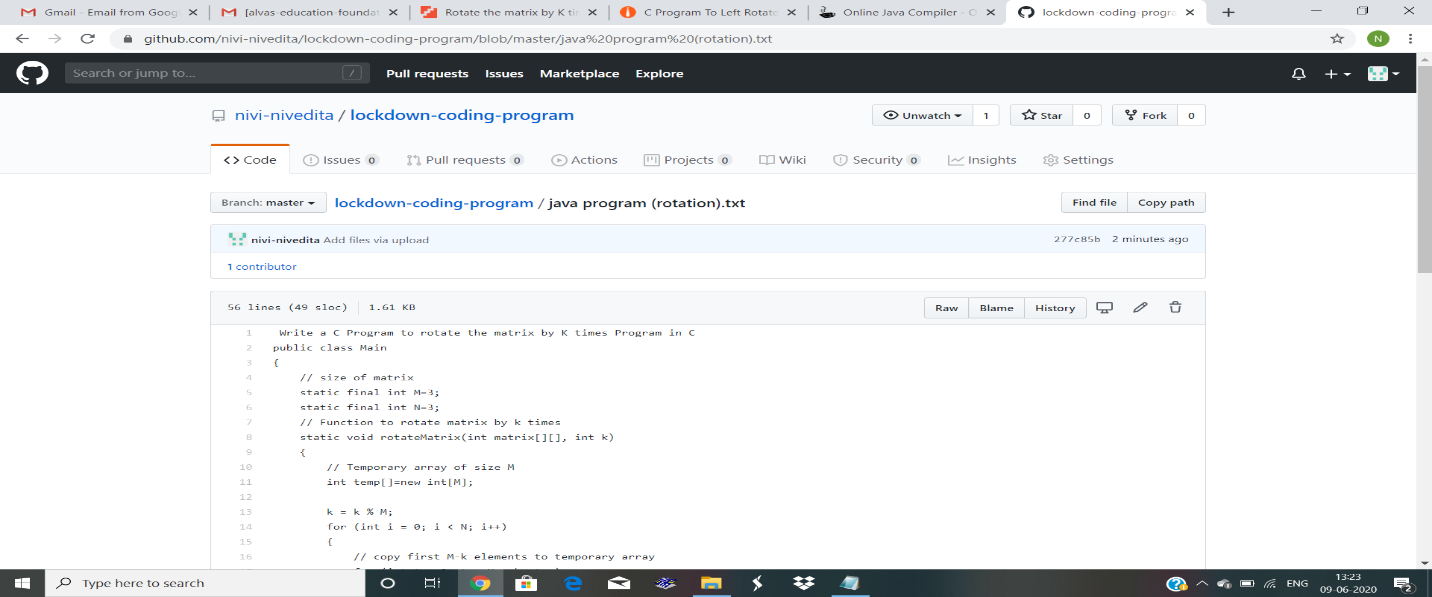 Gmail - Email from Goog
[alvas-education-foundat
Rotate the matrix by K tim
C Program To Left Rotate
Online Java Compiler - O
lockdown-coding-progra
github.com/nivi-nivedita/lockdown-coding-program/blob/master/java%20program%20(rotation).txt
N
Search or jump to... /
Pull requests Issues Marketplace Explore
nivi-nivedita / lockdown-coding-program
Unwatch 1 Star 0 Fork 0
Code Issues 0 Pull requests 0 Actions Projects 0 Wiki Security 0 Insights Settings
Branch: master lockdown-coding-program / java program (rotation).txt Find file Copy path
nivi-nivedita Add files via upload 277c85b 2 minutes ago
1 contributor
56 lines (49 sloc) 1.61 KB Raw Blame History
1 Write a C Program to rotate the matrix by K times Program in C
2 public class Main
3 {
4 // size of matrix
5 static final int M=3;
6 static final int N=3;
7 // Function to rotate matrix by k times
8 static void rotateMatrix(int matrix[][], int k)
9 {
10 // Temporary array of size M
11 int temp[]=new int[M];
12
13 k = k % M;
14 for (int i = 0; i < N; i++)
15 {
16 // copy first M-k elements to temporary array
Type here to search
ENG
13:23
09-06-2020
2